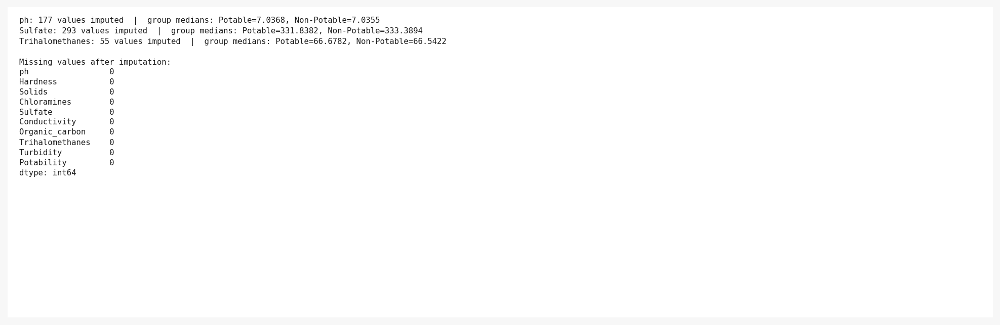 ph: 177 values imputed  |  group medians: Potable=7.0368, Non-Potable=7.0355
Sulfate: 293 values imputed  |  group medians: Potable=331.8382, Non-Potable=333.3894
Trihalomethanes: 55 values imputed  |  group medians: Potable=66.6782, Non-Potable=66.5422

Missing values after imputation:
ph                 0
Hardness           0
Solids             0
Chloramines        0
Sulfate            0
Conductivity       0
Organic_carbon     0
Trihalomethanes    0
Turbidity          0
Potability         0
dtype: int64